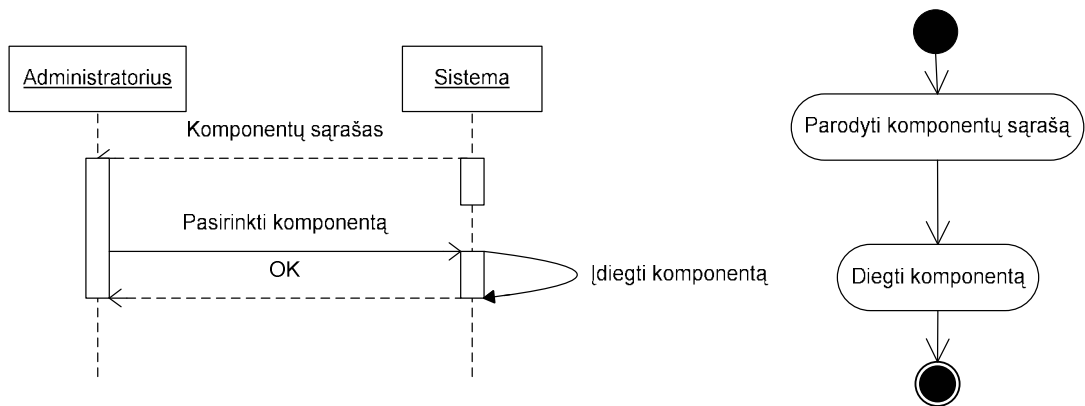 Administratorius
Sistema
Komponentų sąrašas
Pasirinkti komponentą
OK
Įdiegti komponentą
Parodyti komponentų sąrašą
Diegti komponentą